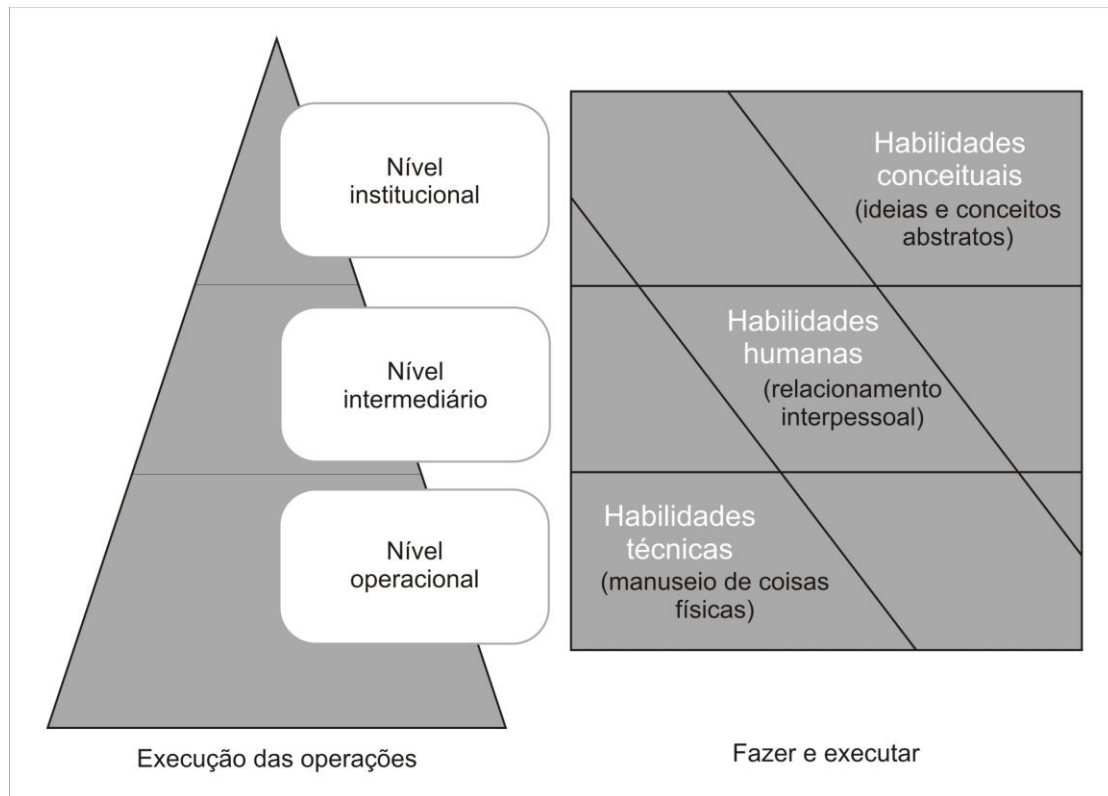 Nível
institucional
Habilidades
conceituais
(ideias e conceitos
abstratos)
Nível
intermediário
Habilidades
humanas
(relacionamento
interpessoal)
Nível
operacional
Habilidades
técnicas
(manuseio de coisas
físicas)
Execução das operações
Fazer e executar